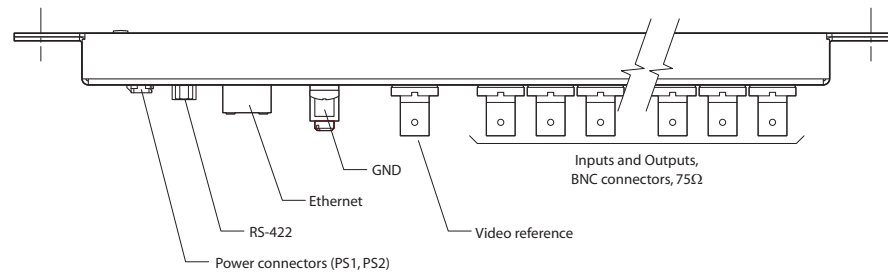 Inputs and Outputs,
BNC connectors, 75Ω
GND
Ethernet
RS-422
Video reference
Power connectors (PS1, PS2)